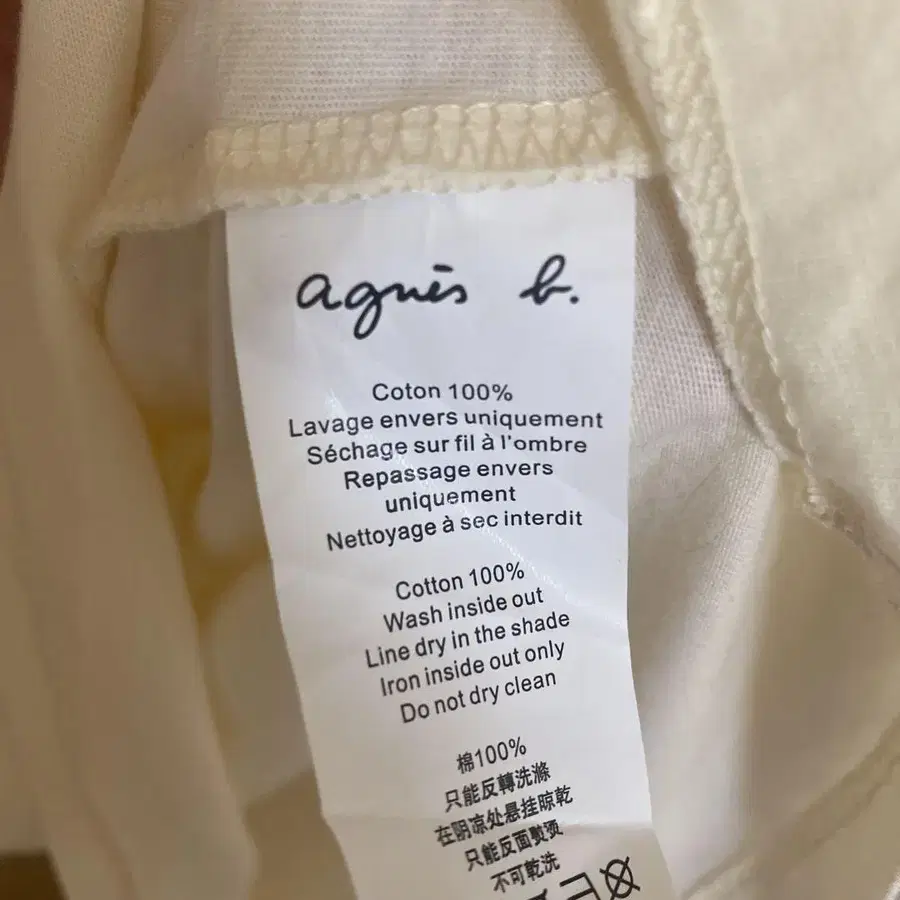 agnès b.
Coton 100%
Lavage envers uniquement
Séchage sur fil à l'ombre
Repassage envers
uniquement
Nettoyage à sec interdit
Cotton 100%
Wash inside out
Line dry in the shade
Iron inside out only
Do not dry clean
棉100%
只能反轉洗滌
在阴凉处悬挂晾乾
只能反面熨烫
不可乾洗